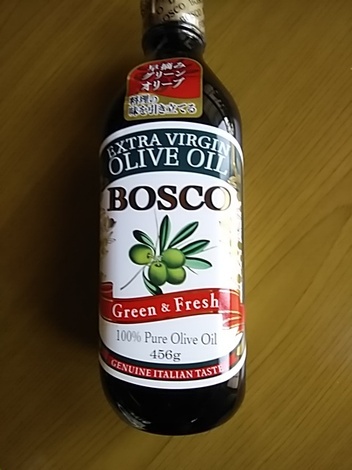 BOSCO
早摘み
グリーン
オリーブ
料理の
味を引き立てる
EXTRA VIRGIN
OLIVE OIL
BOSCO
Green & Fresh
100% Pure Olive Oil
456g
GENUINE ITALIAN TASTE